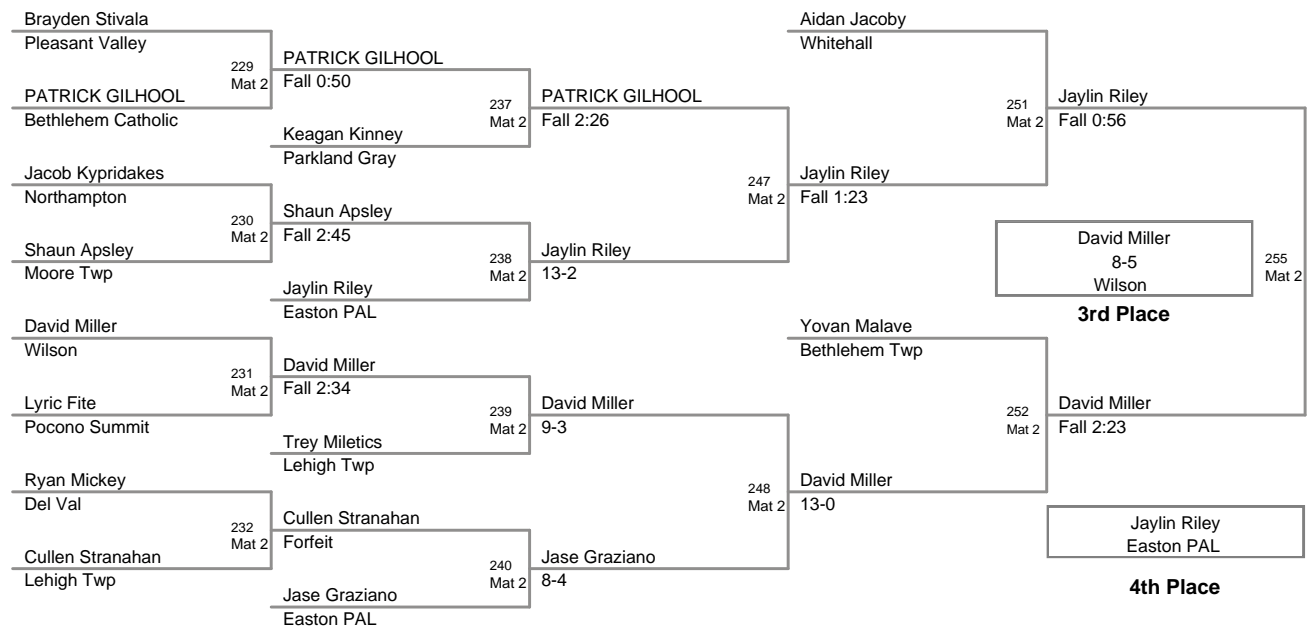 Brayden Stivala
Pleasant Valley
229
Mat 2
PATRICK GILHOOL
Bethlehem Catholic
PATRICK GILHOOL
Fall 0:50
Keagan Kinney
Parkland Gray
237
Mat 2
PATRICK GILHOOL
Fall 2:26
Jacob Kypridakes
Northampton
230
Mat 2
Shaun Apsley
Moore Twp
Shaun Apsley
Fall 2:45
Jaylin Riley
Easton PAL
238
Mat 2
Jaylin Riley
13-2
247
Mat 2
Jaylin Riley
Fall 1:23
Aidan Jacoby
Whitehall
251
Mat 2
Jaylin Riley
Fall 0:56
David Miller
Wilson
231
Mat 2
Lyric Fite
Pocono Summit
David Miller
Fall 2:34
Trey Miletics
Lehigh Twp
239
Mat 2
David Miller
9-3
Ryan Mickey
Del Val
232
Mat 2
Cullen Stranahan
Lehigh Twp
Cullen Stranahan
Forfeit
Jase Graziano
Easton PAL
240
Mat 2
Jase Graziano
8-4
248
Mat 2
David Miller
13-0
Yovan Malave
Bethlehem Twp
252
Mat 2
David Miller
Fall 2:23
255
Mat 2
David Miller
8-5
Wilson
3rd Place
Jaylin Riley
Easton PAL
4th Place